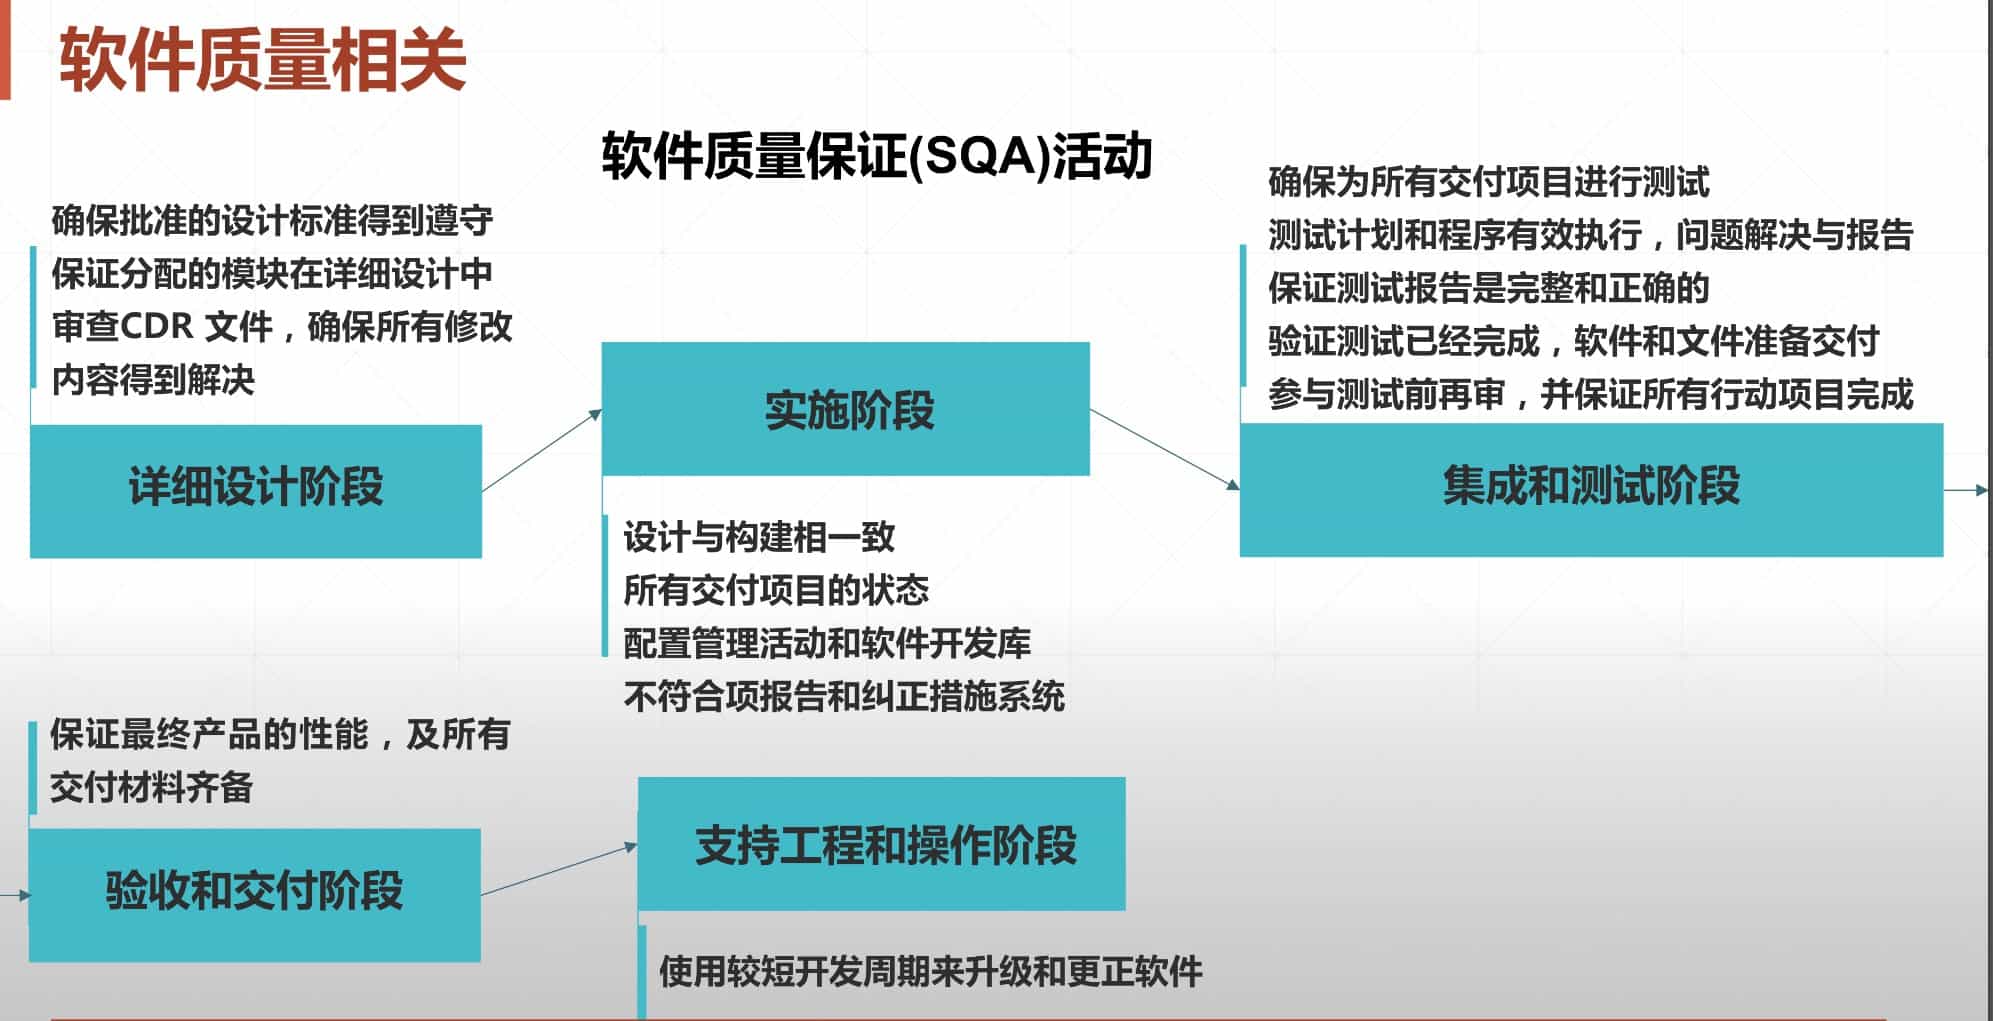 软件质量相关
软件质量保证(SQA)活动
确保批准的设计标准得到遵守
保证分配的模块在详细设计中
审查CDR 文件，确保所有修改
内容得到解决
详细设计阶段
实施阶段
设计与构建相一致
所有交付项目的状态
配置管理活动和软件开发库
不符合项报告和纠正措施系统
确保为所有交付项目进行测试
测试计划和程序有效执行，问题解决与报告
保证测试报告是完整和正确的
验证测试已经完成，软件和文件准备交付
参与测试前再审，并保证所有行动项目完成
集成和测试阶段
保证最终产品的性能，及所有
交付材料齐备
验收和交付阶段
支持工程和操作阶段
使用较短开发周期来升级和更正软件